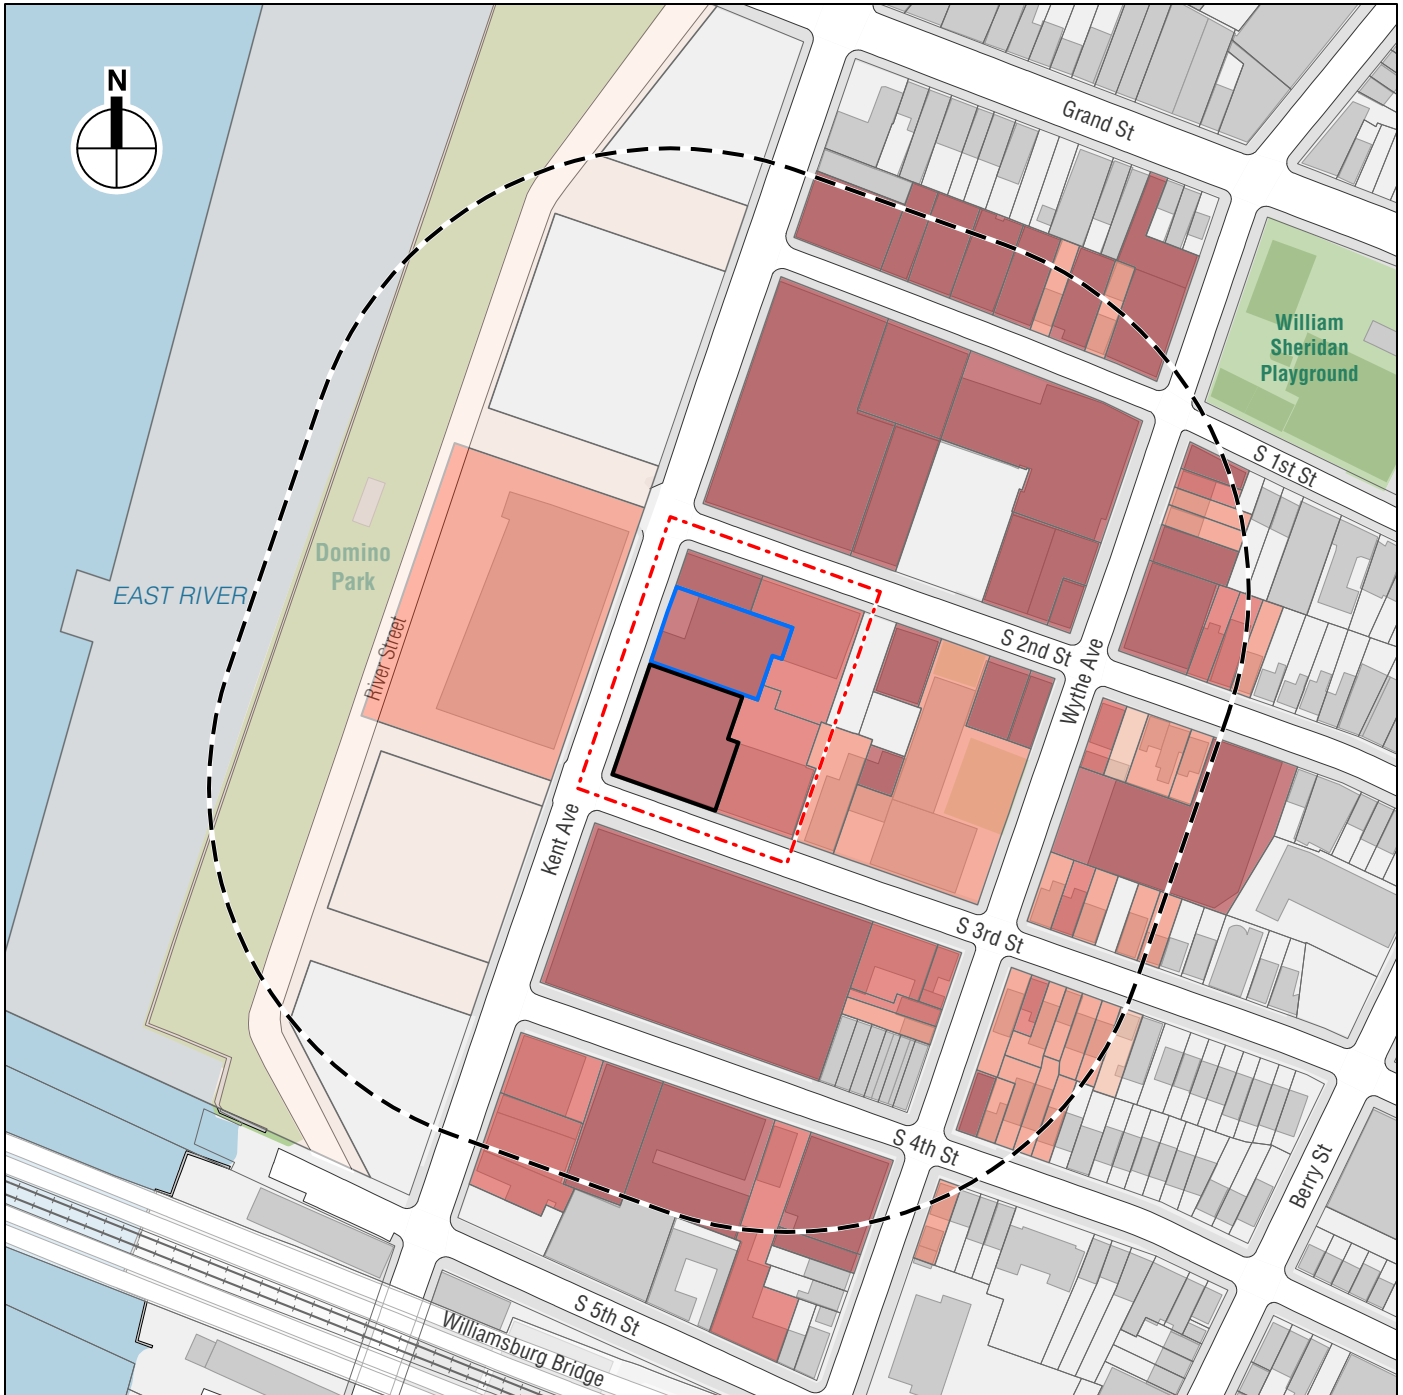 N
Grand St
William
Sheridan
Playground
S 1st St
Domino
Park
EAST RIVER
River Street
S 2nd St
Wythe Ave
Kent Ave
S 3rd St
S 4th St
Berry St
S 5th St
Williamsburg Bridge